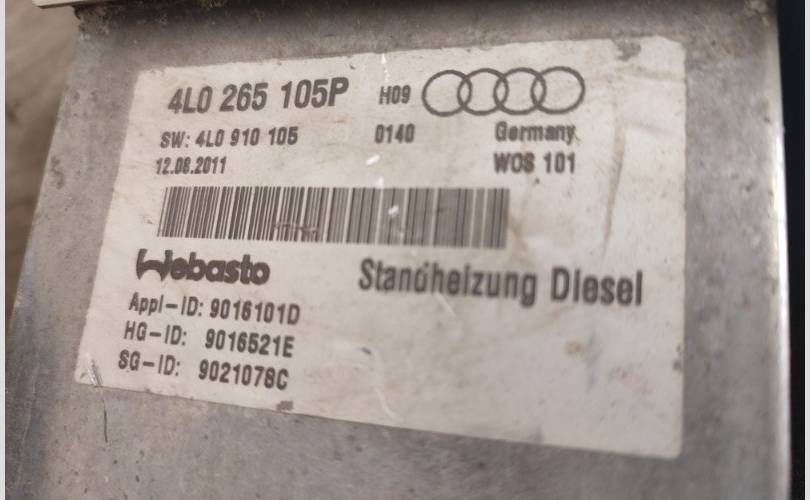 4L0 265 105P H09
SW: 4L0 910 105 0140 Germany
12.08.2011 WOS 101
Webasto Standheizung Diesel
Appl-ID: 9016101D
HG-ID: 9016521E
SG-ID: 9021078C